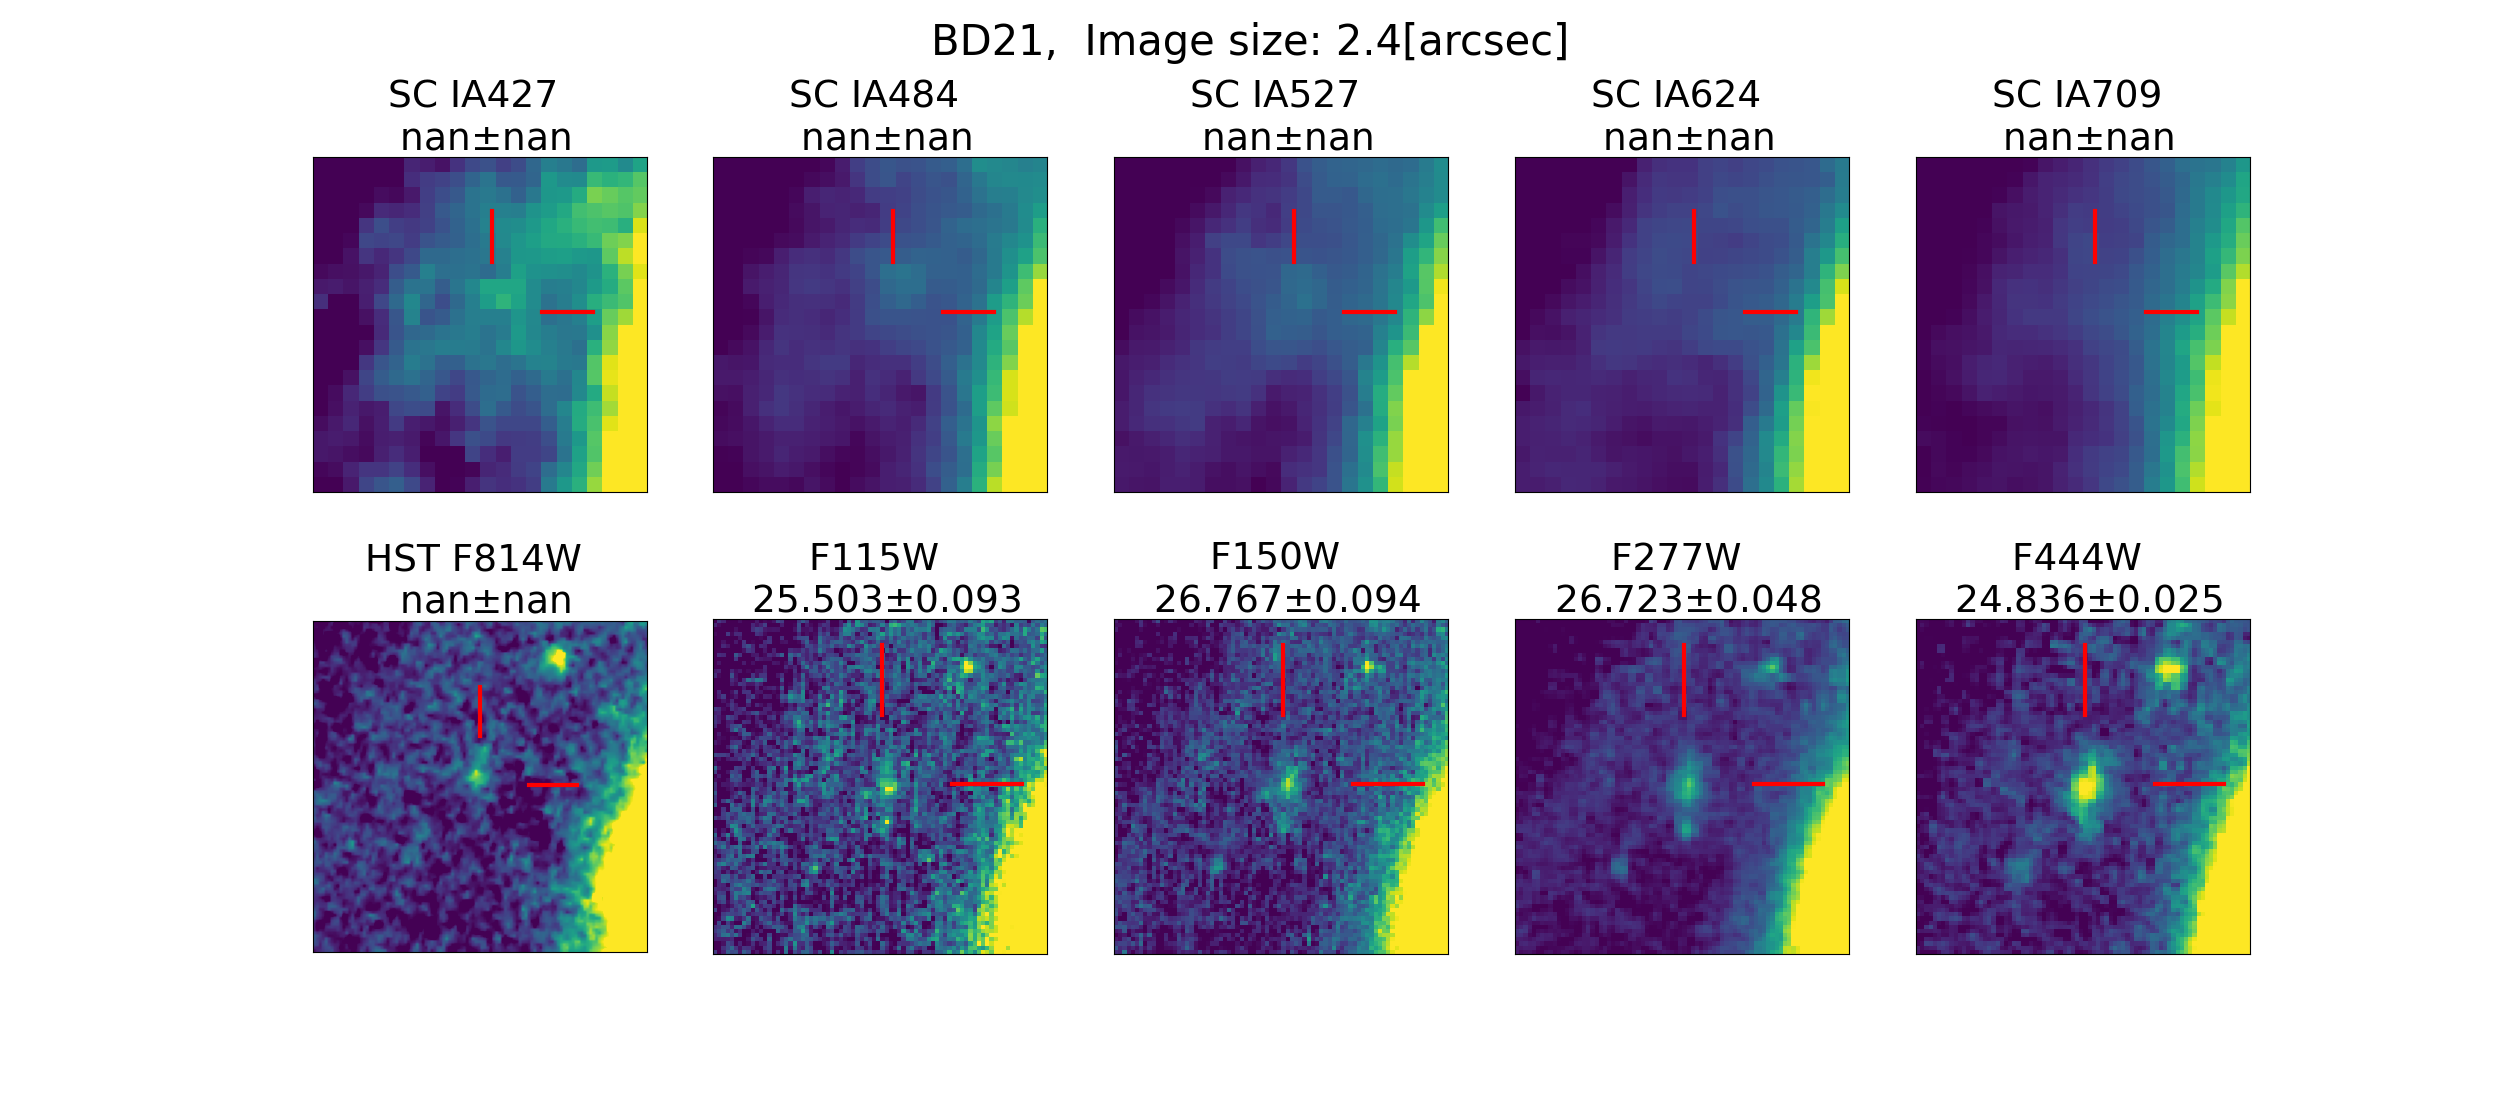 BD21,  Image size: 2.4[arcsec]
SC IA427
nan±nan
SC IA484
nan±nan
SC IA527
nan±nan
SC IA624
nan±nan
SC IA709
nan±nan
HST F814W
nan±nan
F115W
25.503±0.093
F150W
26.767±0.094
F277W
26.723±0.048
F444W
24.836±0.025